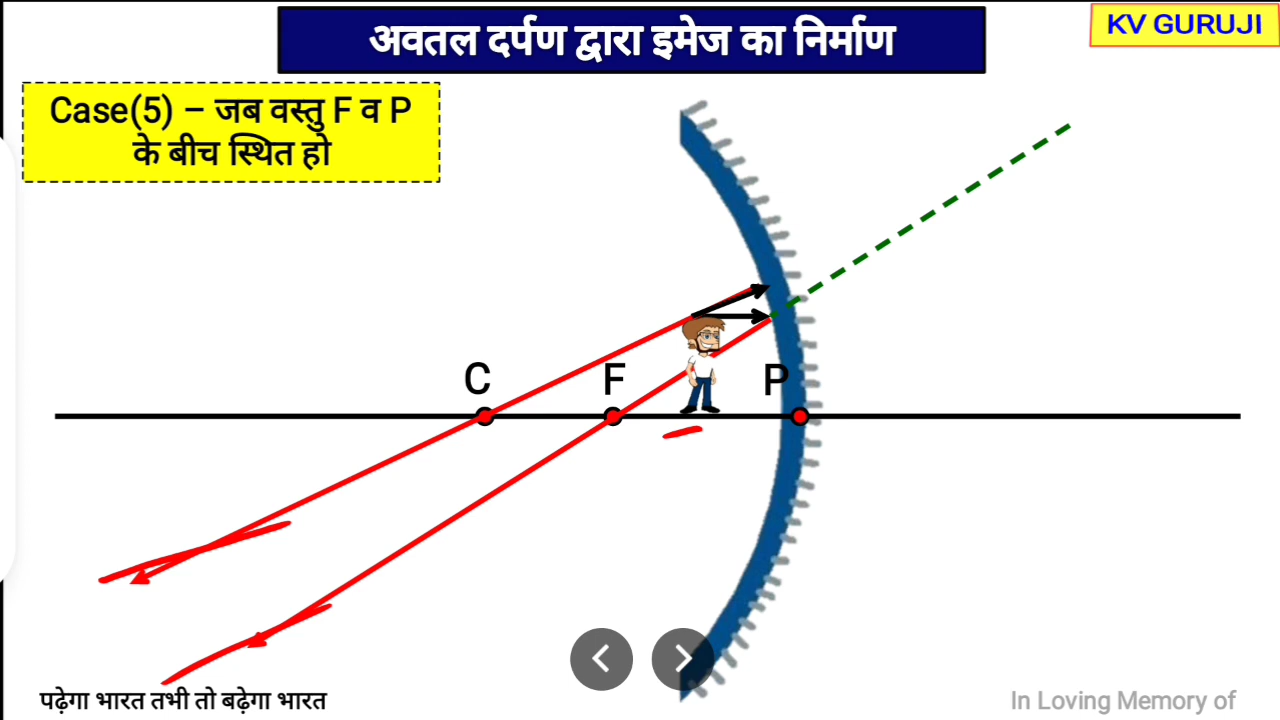 अवतल दर्पण द्वारा इमेज का निर्माण
KV GURUJI
Case(5) – जब वस्तु F व P
के बीच स्थित हो
C
F
P
पढ़ेगा भारत तभी तो बढ़ेगा भारत
In Loving Memory of